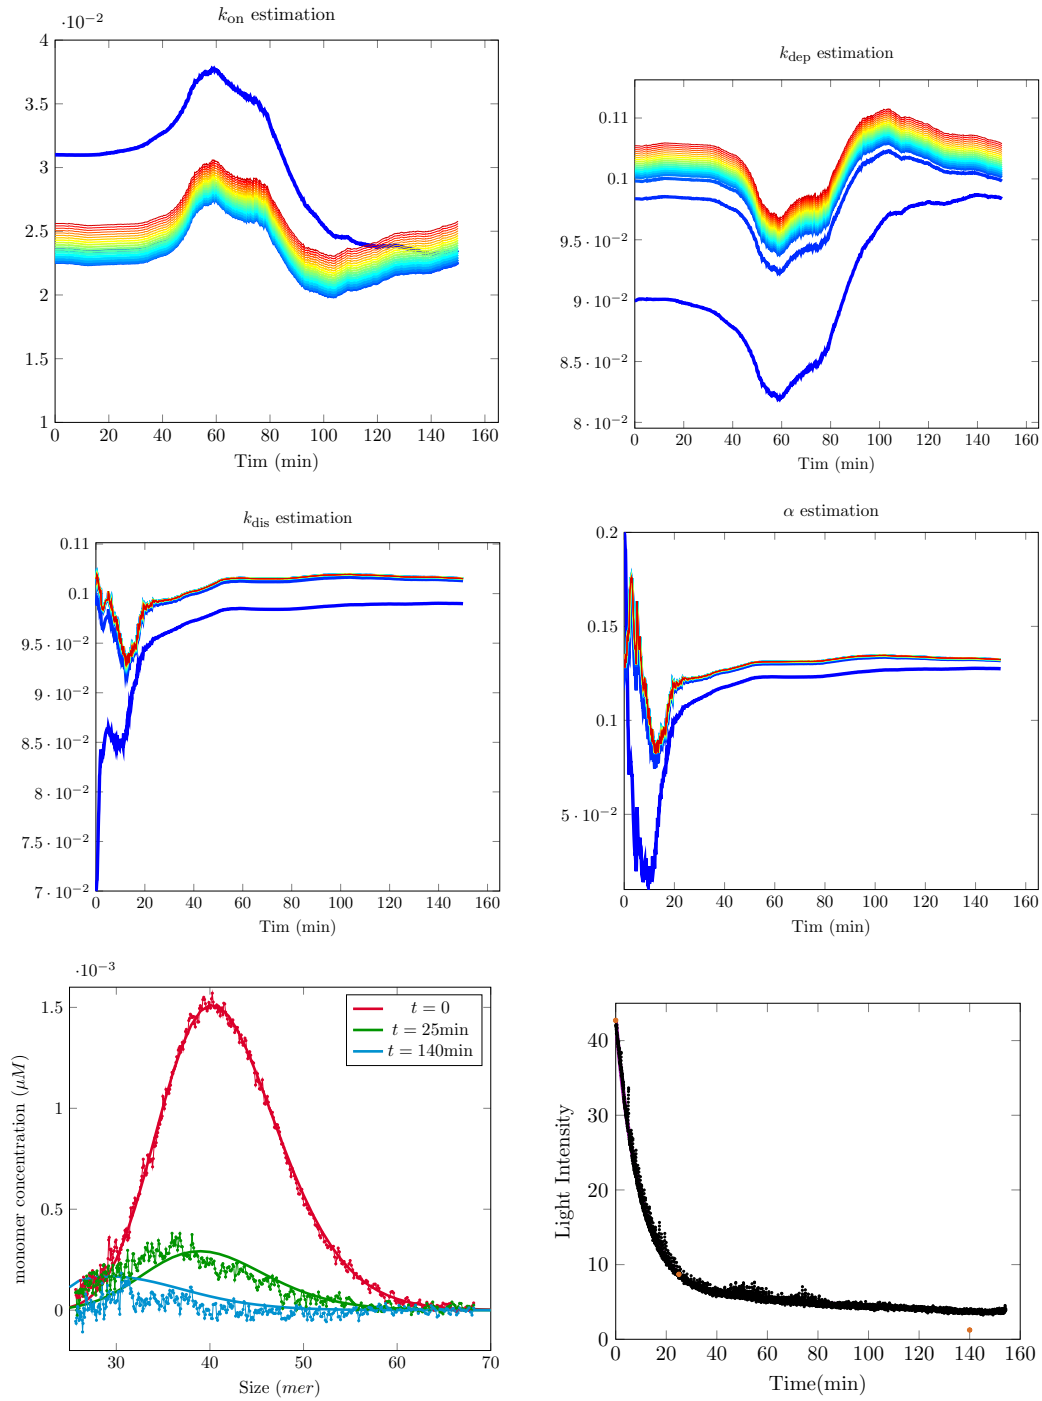 k_on estimation
·10^−2
4
3.5
3
2.5
2
1.5
1
0 20 40 60 80 100 120 140 160
Tim (min)
k_dep estimation
0.11
0.1
9.5 · 10^−2
9 · 10^−2
8.5 · 10^−2
8 · 10^−2
0 20 40 60 80 100 120 140 160
Tim (min)
k_dis estimation
0.11
0.1
9.5 · 10^−2
9 · 10^−2
8.5 · 10^−2
8 · 10^−2
7.5 · 10^−2
7 · 10^−2
0 20 40 60 80 100 120 140 160
Tim (min)
α estimation
0.2
0.15
0.1
5 · 10^−2
0 20 40 60 80 100 120 140 160
Tim (min)
·10^−3
1.5
1
0.5
0
monomer concentration (μM)
t = 0
t = 25min
t = 140min
30 40 50 60 70
Size (mer)
40
30
20
10
0
Light Intensity
0 20 40 60 80 100 120 140 160
Time(min)